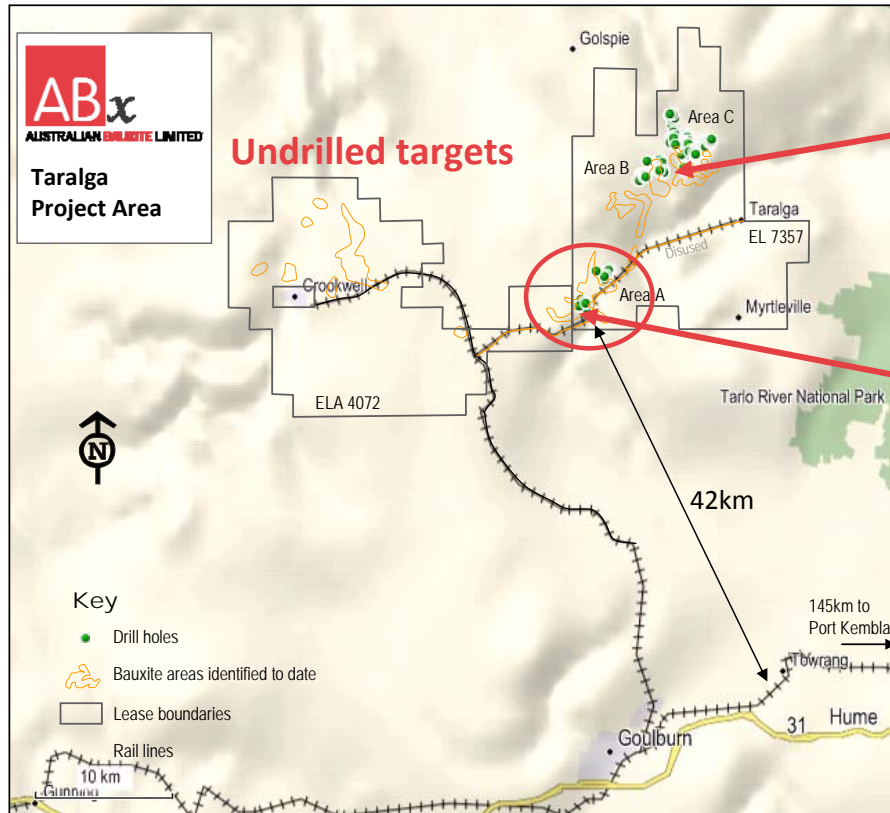 ABx
AUSTRALIAN BAUXITE LIMITED
Taralga
Project Area
Undrilled targets
Golspie
Area C
Area B
Taralga
EL 7357
Disused
Crookwell
Area A
Myrtleville
ELA 4072
Tarlo River National Park
N
42km
Key
Drill holes
Bauxite areas identified to date
Lease boundaries
Rail lines
10 km
Gunning
145km to
Port Kembla
Towrang
31 Hume
Goulburn